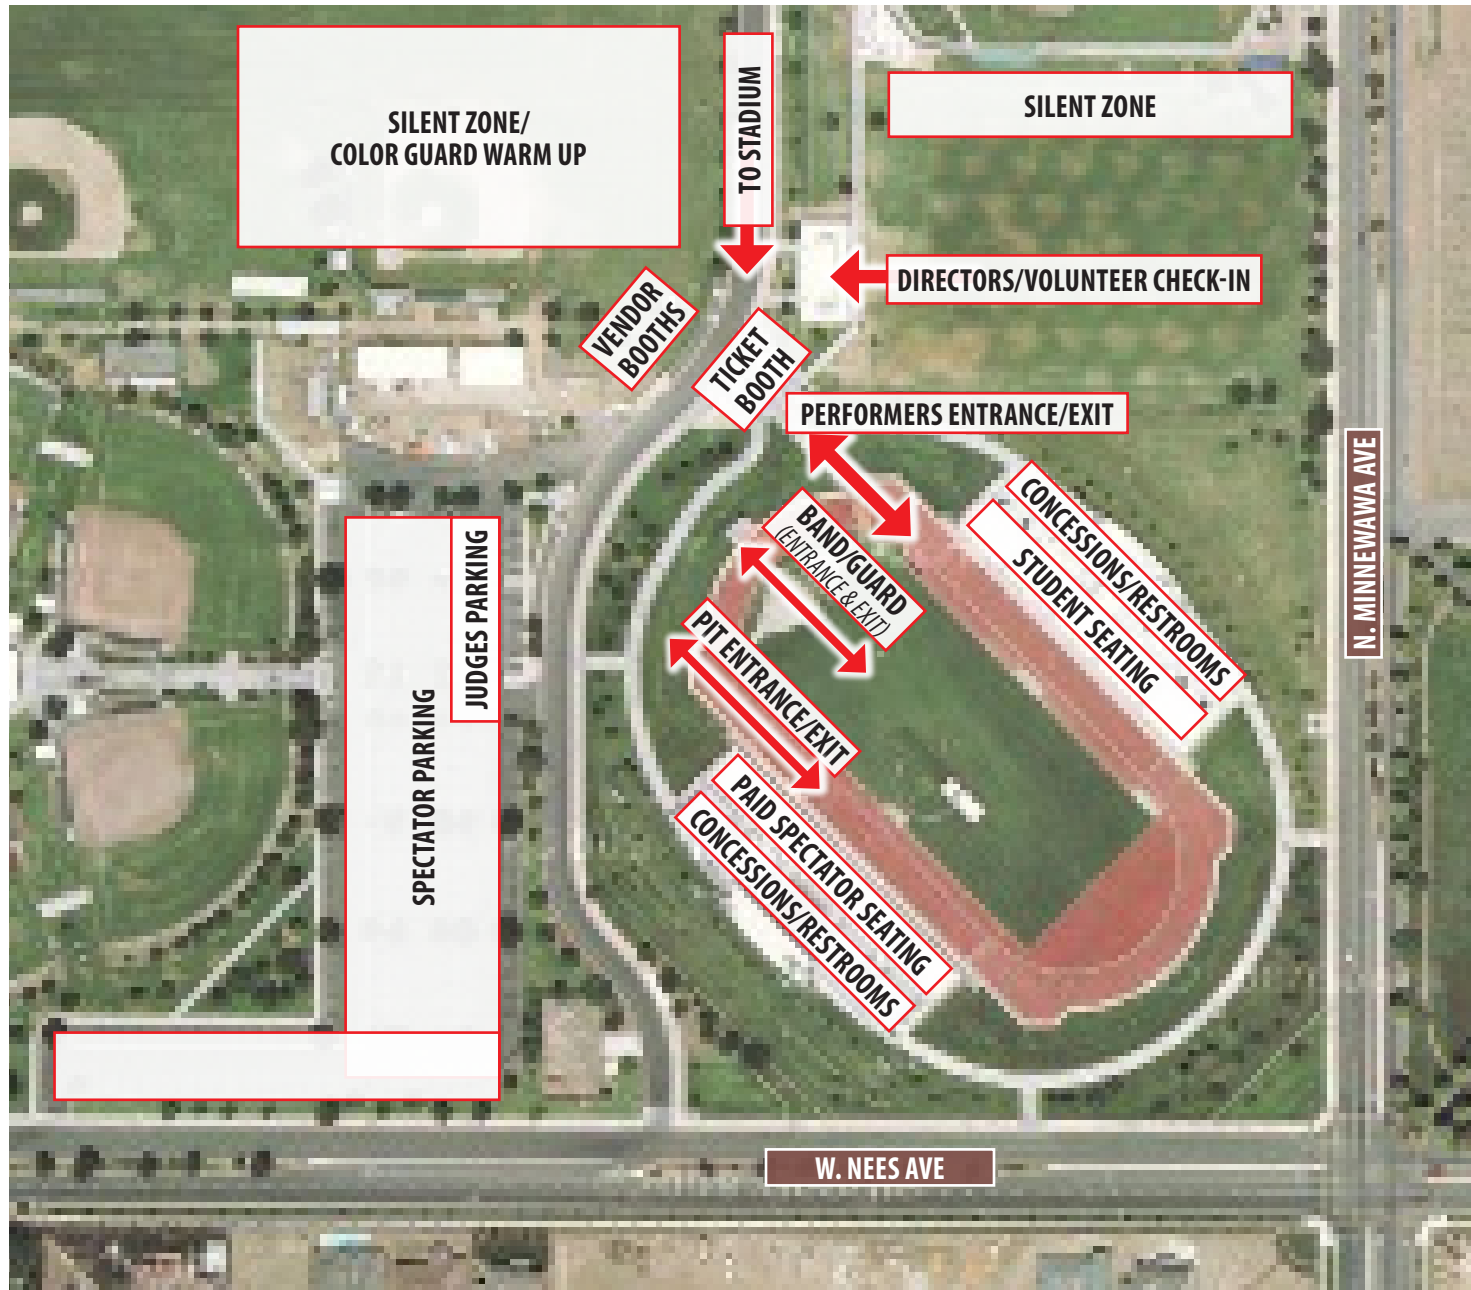 SILENT ZONE/
COLOR GUARD WARM UP
TO STADIUM
SILENT ZONE
DIRECTORS/VOLUNTEER CHECK-IN
VENDOR
BOOTHS
TICKET
BOOTH
PERFORMERS ENTRANCE/EXIT
N. MINNEWAWA AVE
CONCESSIONS/RESTROOMS
STUDENT SEATING
BAND/GUARD
(ENTRANCE & EXIT)
JUDGES PARKING
SPECTATOR PARKING
PIT ENTRANCE/EXIT
PAID SPECTATOR SEATING
CONCESSIONS/RESTROOMS
W. NEES AVE